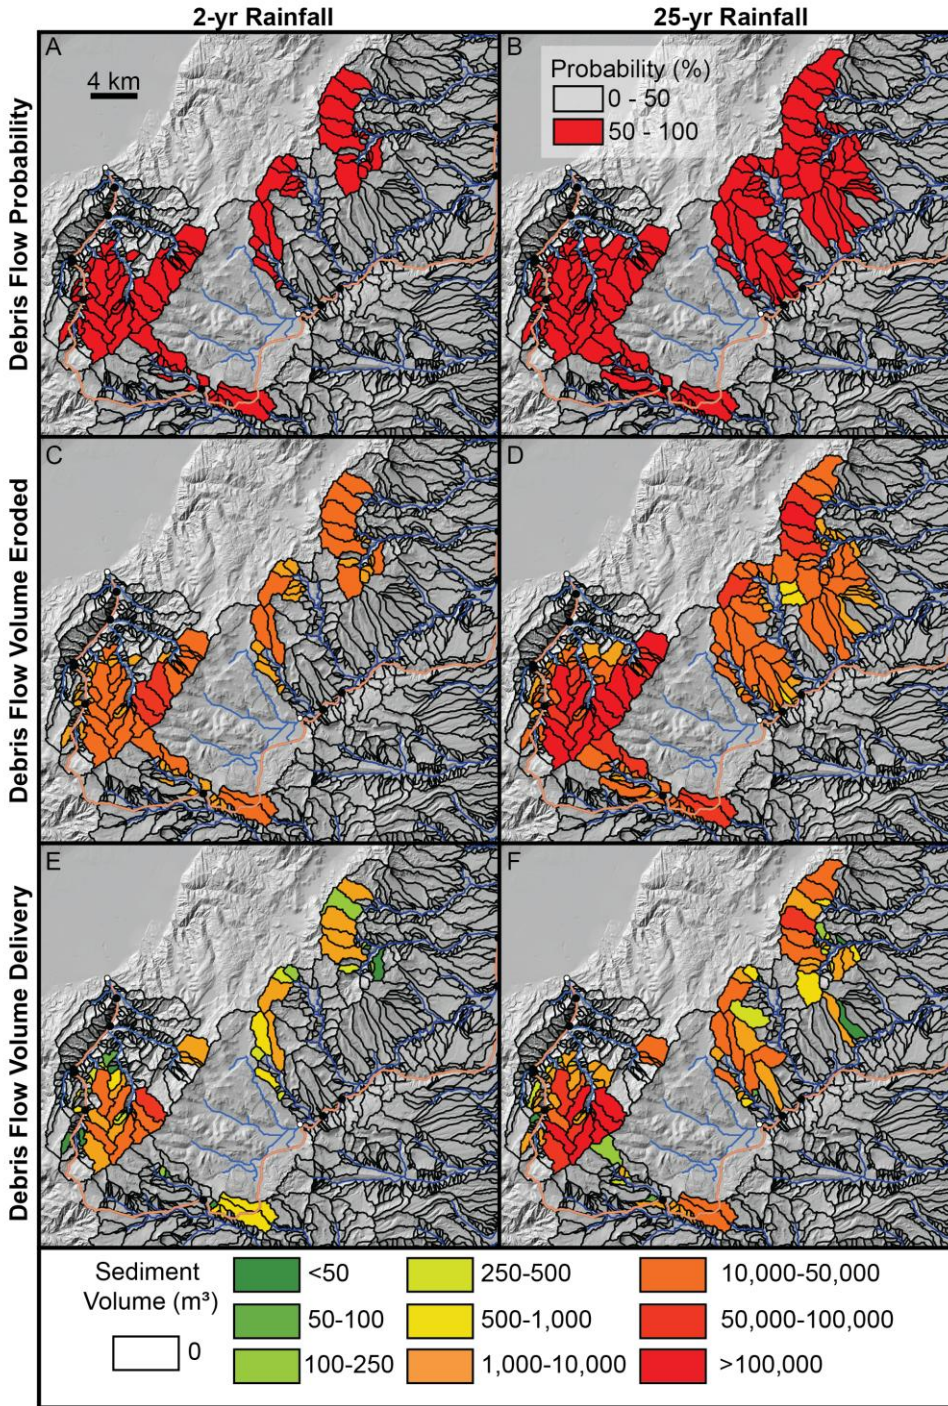 2-yr Rainfall
25-yr Rainfall
Debris Flow Probability
A
4 km
B
Probability (%)
0 - 50
50 - 100
Debris Flow Volume Eroded
C
D
Debris Flow Volume Delivery
E
F
Sediment
Volume (m³)
0
<50
50-100
100-250
250-500
500-1,000
1,000-10,000
10,000-50,000
50,000-100,000
>100,000